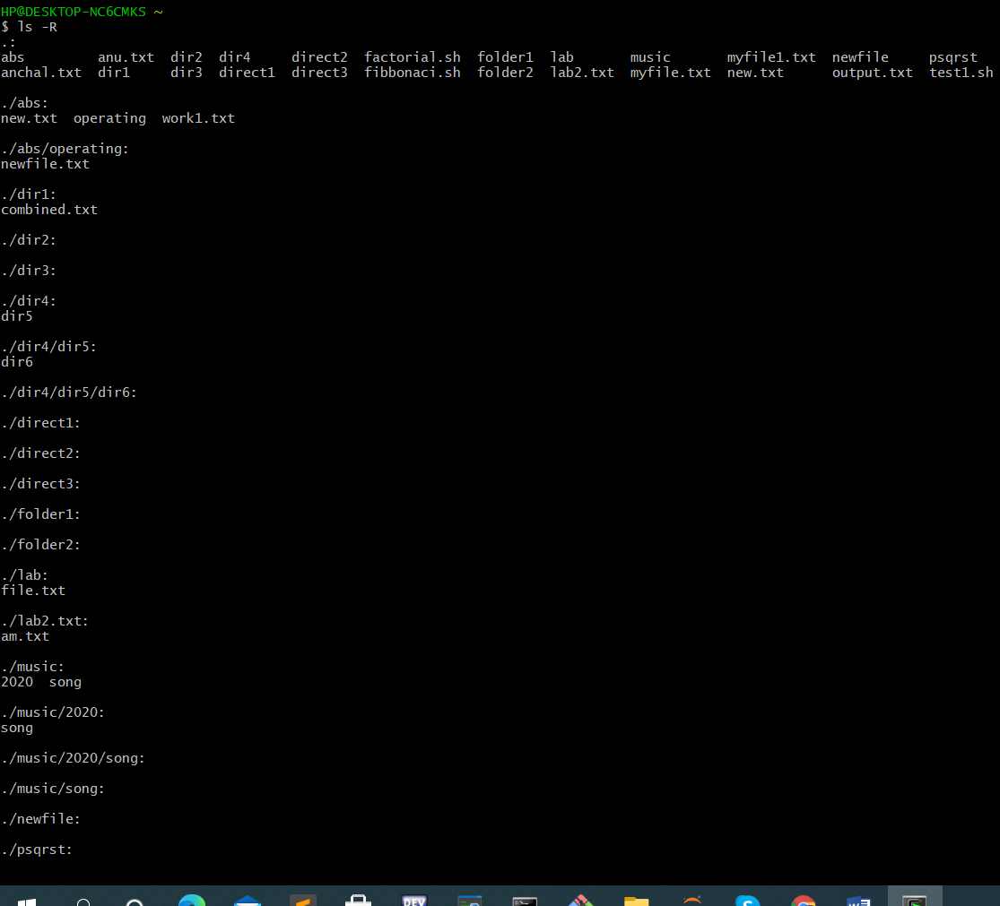 HP@DESKTOP-NC6CMKS ~
$ ls -R
.:
abs         anu.txt  dir2  dir4     direct2  factorial.sh  folder1  lab       music       myfile1.txt  newfile     psqrst
anchal.txt  dir1     dir3  direct1  direct3  fibbonaci.sh  folder2  lab2.txt  myfile.txt  new.txt      output.txt  test1.sh
./abs:
new.txt  operating  work1.txt
./abs/operating:
newfile.txt
./dir1:
combined.txt
./dir2:
./dir3:
./dir4:
dir5
./dir4/dir5:
dir6
./dir4/dir5/dir6:
./direct1:
./direct2:
./direct3:
./folder1:
./folder2:
./lab:
file.txt
./lab2.txt:
am.txt
./music:
2020  song
./music/2020:
song
./music/2020/song:
./music/song:
./newfile:
./psqrst:
DEV